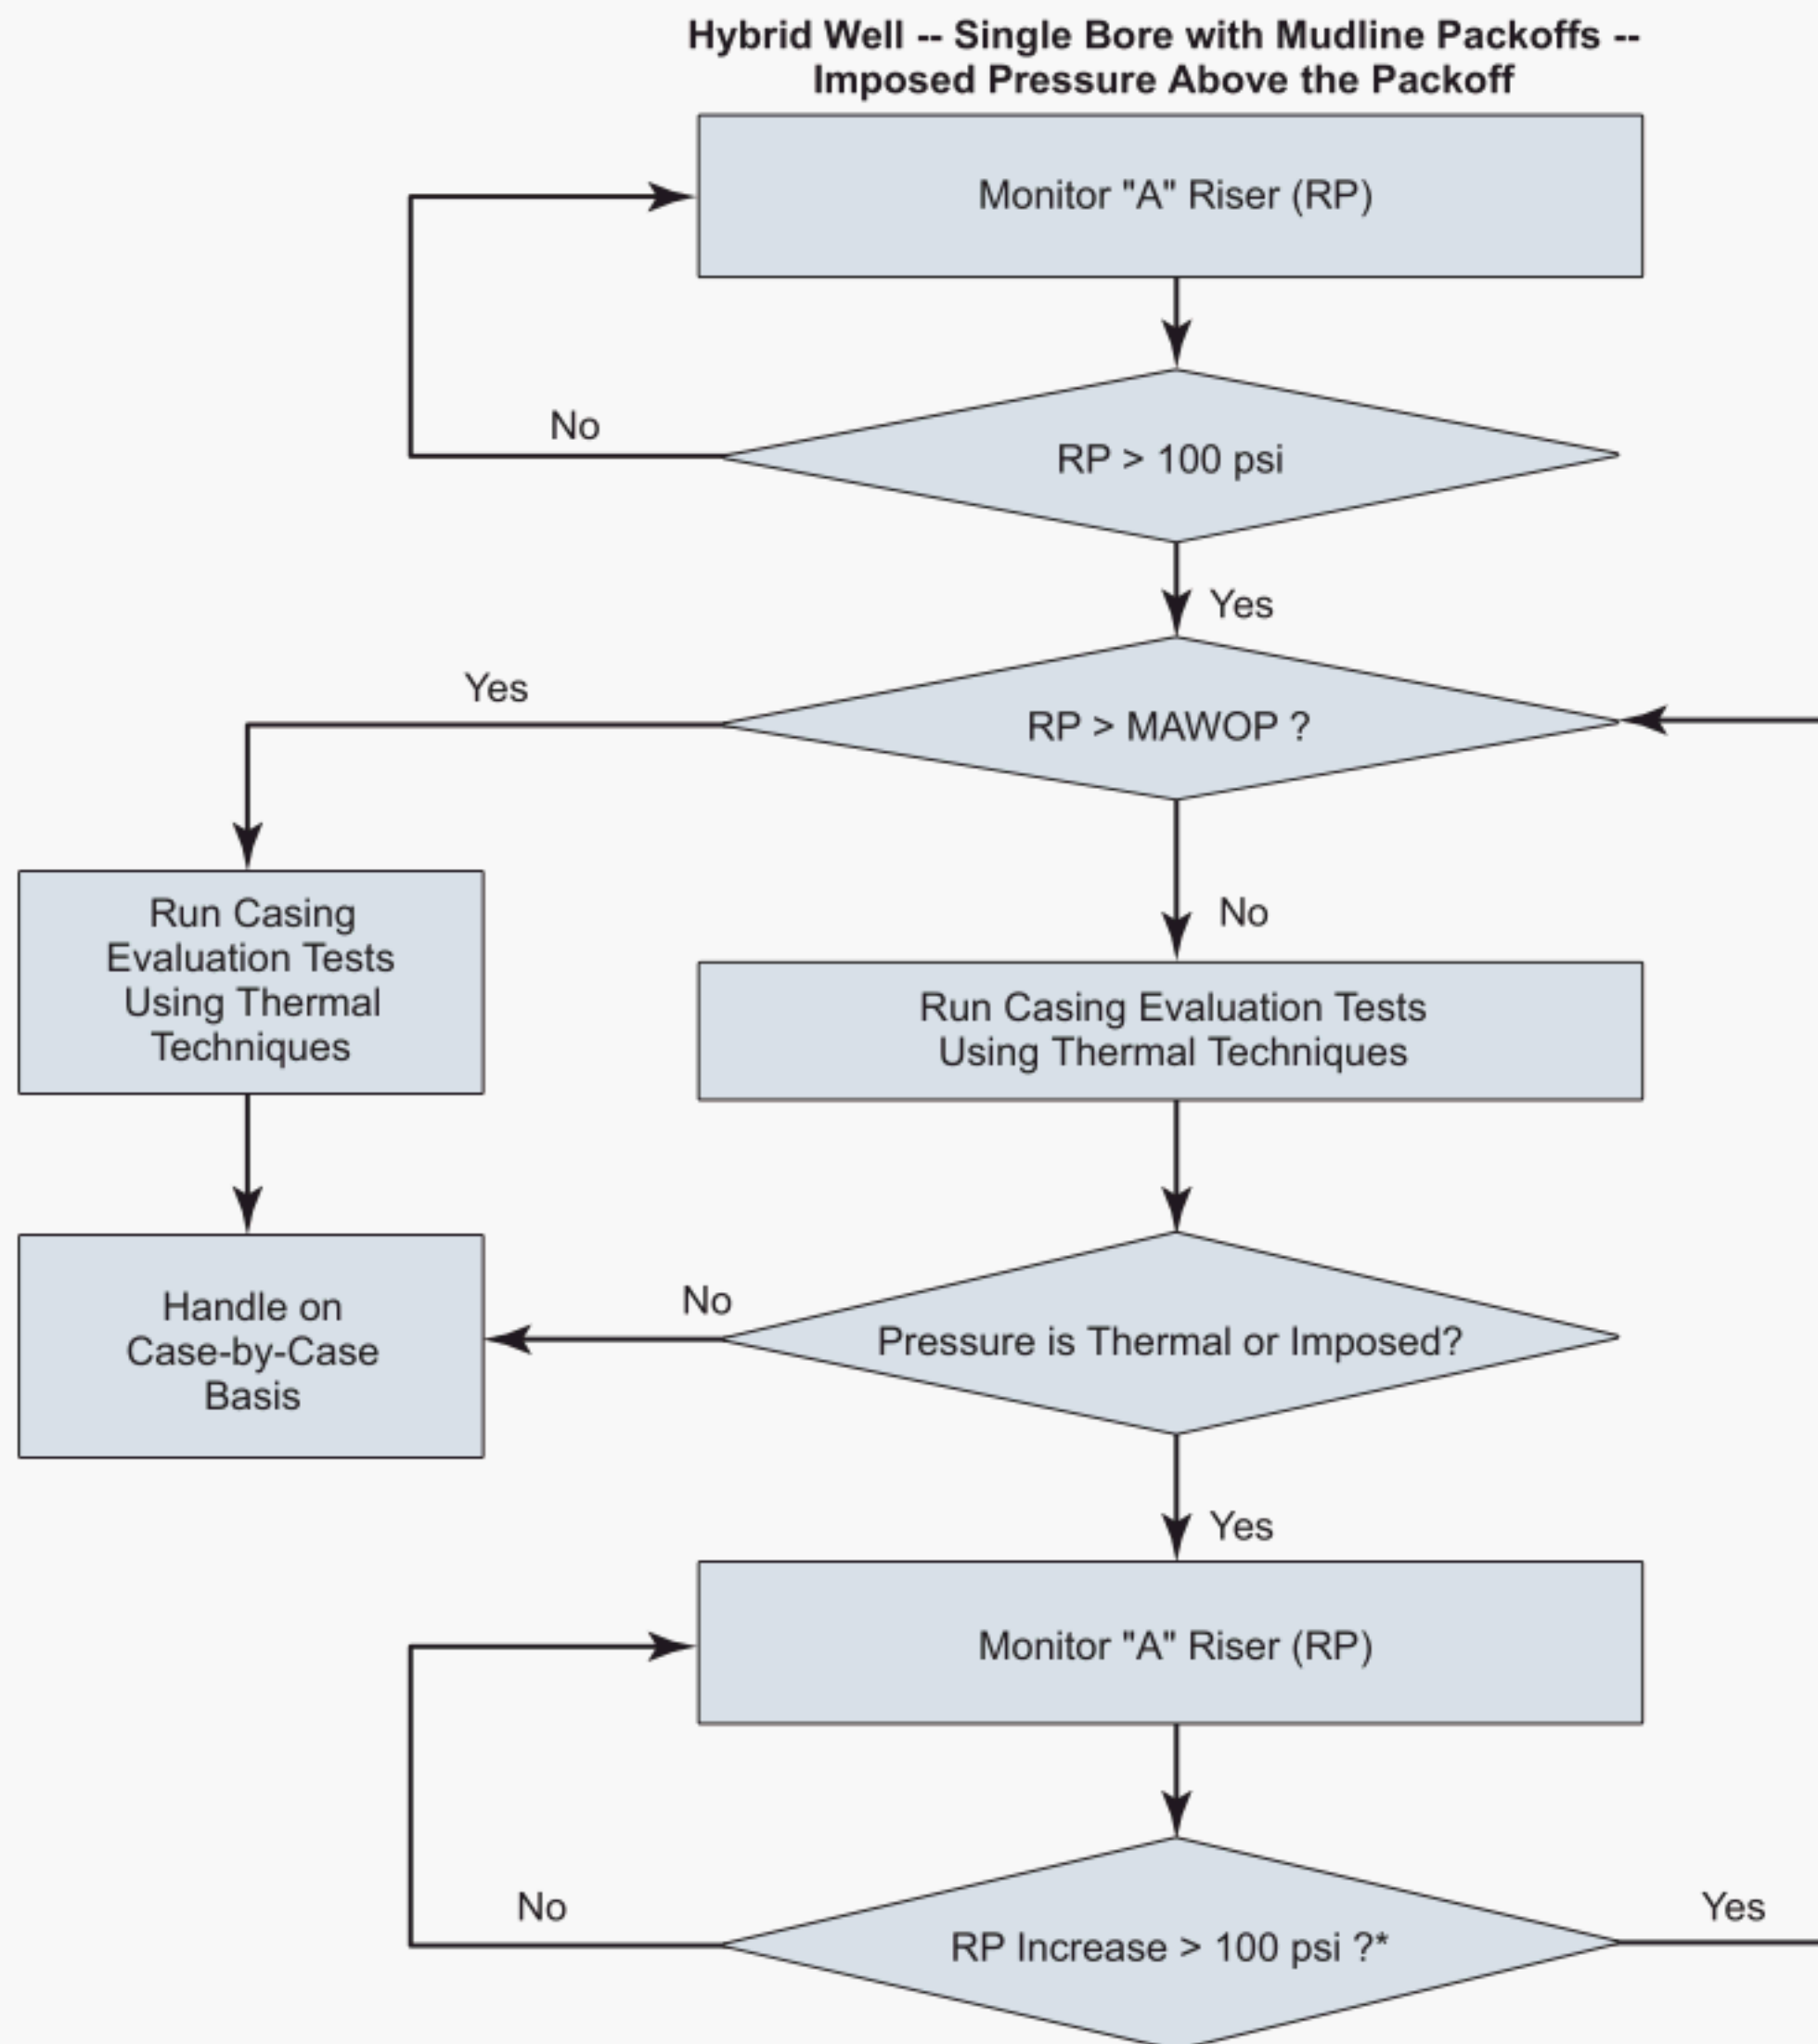 Hybrid Well -- Single Bore with Mudline Packoffs --
Imposed Pressure Above the Packoff
Monitor "A" Riser (RP)
No
RP > 100 psi
Yes
Yes
RP > MAWOP ?
No
Run Casing
Evaluation Tests
Using Thermal
Techniques
Run Casing Evaluation Tests
Using Thermal Techniques
No
Handle on
Case-by-Case
Basis
Pressure is Thermal or Imposed?
Yes
Monitor "A" Riser (RP)
No
RP Increase > 100 psi ?*
Yes